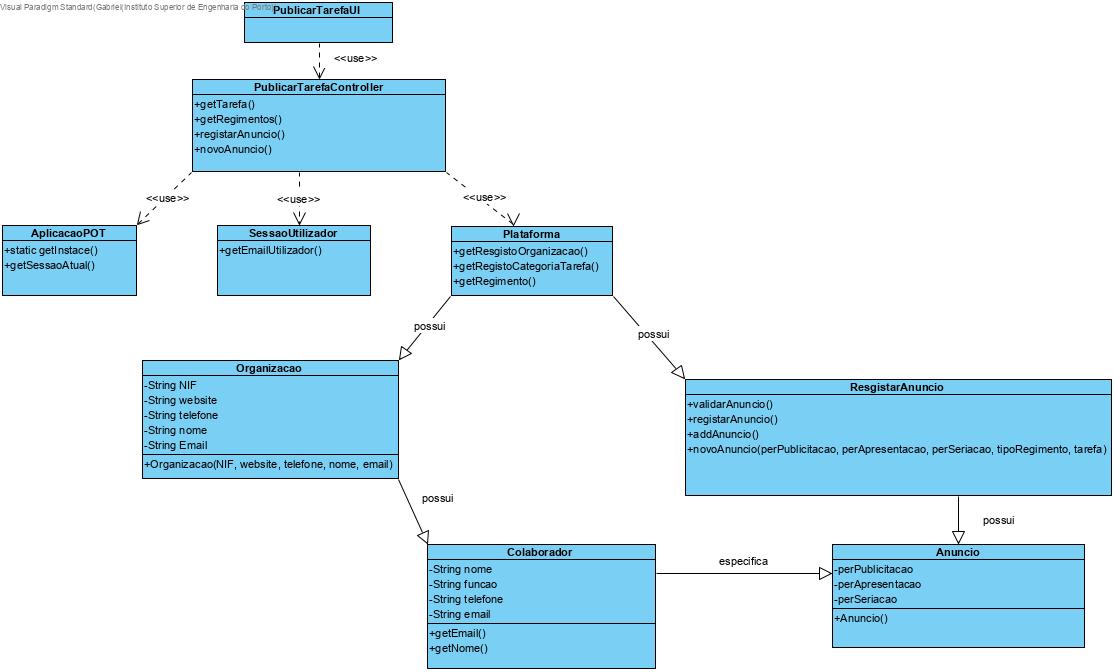 Visual Paradigm Standard(Gabriel(Instituto Superior de Engenharia do Porto)
PublicarTarefaUI
<<use>>
PublicarTarefaController
+getTarefa()
+getRegimentos()
+registarAnuncio()
+novoAnuncio()
<<use>>
<<use>>
<<use>>
AplicacaoPOT
+static getInstace()
+getSessaoAtual()
SessaoUtilizador
+getEmailUtilizador()
Plataforma
+getResgistoOrganizacao()
+getRegistoCategoriaTarefa()
+getRegimento()
possui
possui
Organizacao
-String NIF
-String website
-String telefone
-String nome
-String Email
+Organizacao(NIF, website, telefone, nome, email)
ResgistarAnuncio
+validarAnuncio()
+registarAnuncio()
+addAnuncio()
+novoAnuncio(perPublicitacao, perApresentacao, perSeriacao, tipoRegimento, tarefa)
possui
possui
Colaborador
-String nome
-String funcao
-String telefone
-String email
+getEmail()
+getNome()
especifica
Anuncio
-perPublicitacao
-perApresentacao
-perSeriacao
+Anuncio()